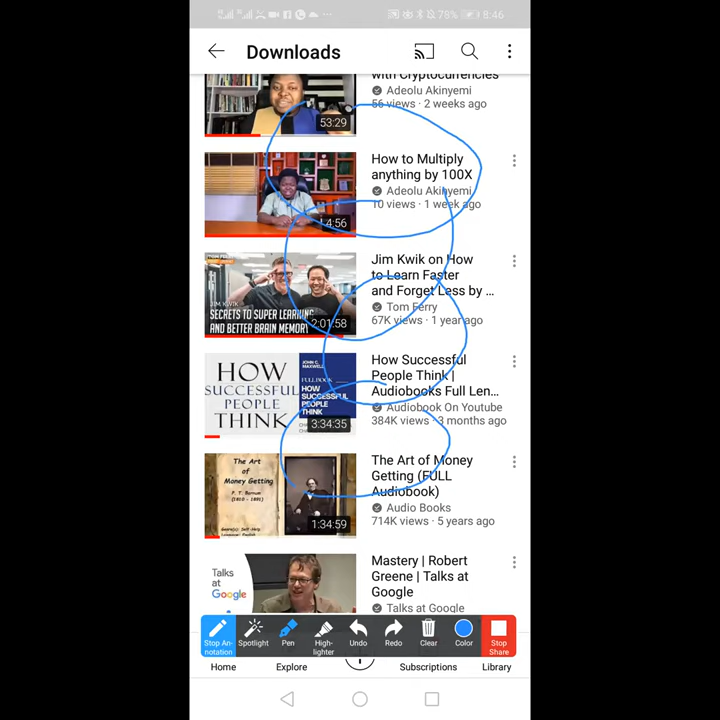 78% 8:46
Downloads
with Cryptocurrencies
Adeolu Akinyemi
56 views · 2 weeks ago
53:29
How to Multiply
anything by 100X
Adeolu Akinyemi
10 views · 1 week ago
4:56
Jim Kwik on How
to Learn Faster
and Forget Less by ...
Tom Ferry
67K views · 1 year ago
JIM KWIK
SECRETS TO SUPER LEARNING
AND BETTER BRAIN MEMORY
2:01:58
How Successful
People Think |
Audiobooks Full Len...
Audiobook On Youtube
384K views · 3 months ago
HOW
SUCCESSFUL
PEOPLE
THINK
JOHN C.
MAXWELL
FULL BOOK
HOW
SUCCESSFUL
PEOPLE
THINK
3:34:35
The Art of Money
Getting (FULL
Audiobook)
Audio Books
714K views · 5 years ago
The Art
of
Money Getting
P. T. Barnum
(1810 - 1891)
1:34:59
Mastery | Robert
Greene | Talks at
Google
Talks at Google
Talks
at
Google
Stop An-
notation
Spotlight
Pen
High-
lighter
Undo
Redo
Clear
Color
Stop
Share
Home
Explore
Subscriptions
Library